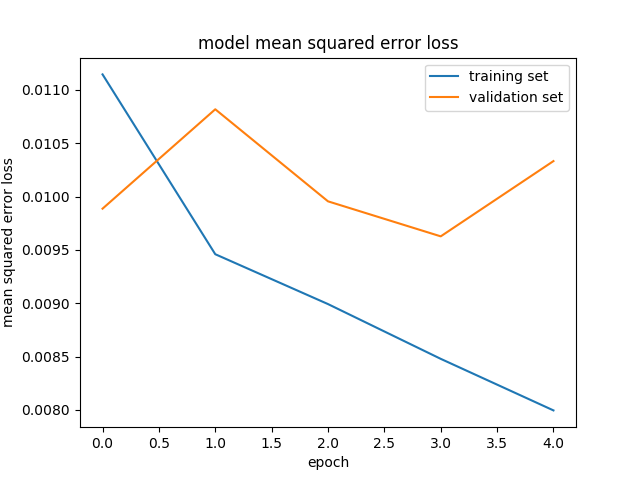 model mean squared error loss
training set
validation set
mean squared error loss
0.0110
0.0105
0.0100
0.0095
0.0090
0.0085
0.0080
0.0 0.5 1.0 1.5 2.0 2.5 3.0 3.5 4.0
epoch